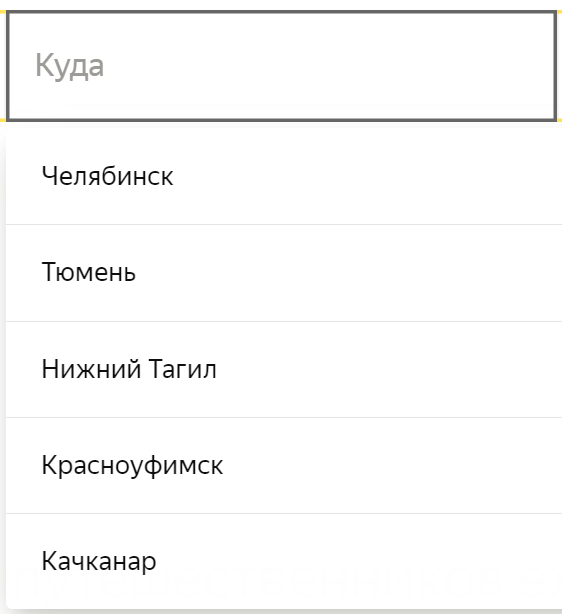 Куда
Челябинск
Тюмень
Нижний Тагил
Красноуфимск
Качканар